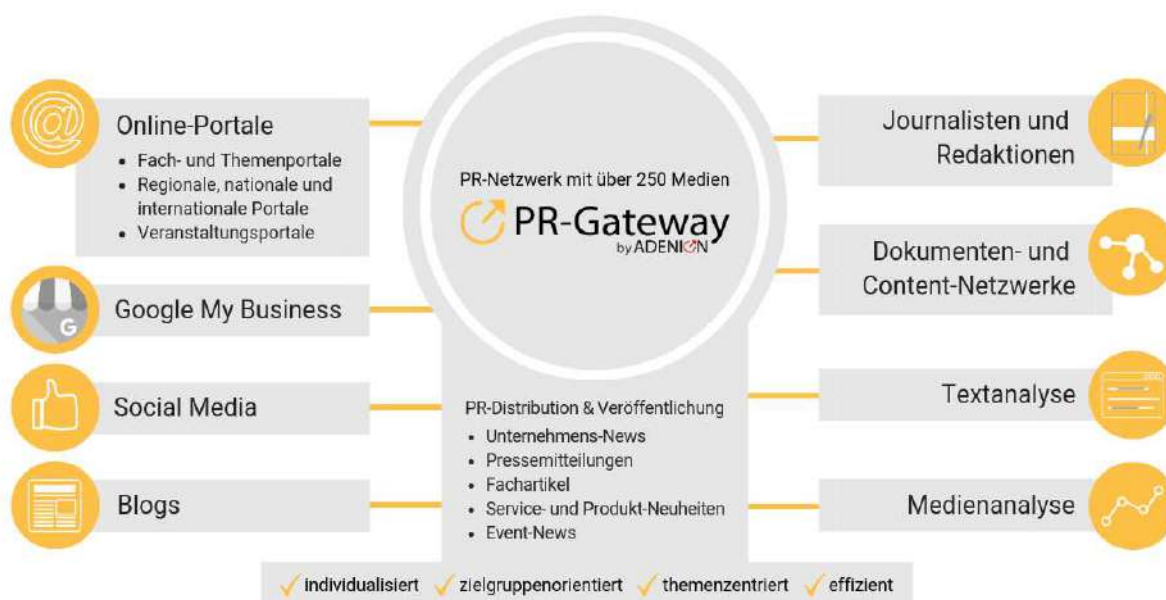 Online-Portale
• Fach- und Themenportale
• Regionale, nationale und
internationale Portale
• Veranstaltungsportale
Google My Business
G
Social Media
Blogs
PR-Netzwerk mit über 250 Medien
PR-Gateway
by ADENION
PR-Distribution & Veröffentlichung
• Unternehmens-News
• Pressemitteilungen
• Fachartikel
• Service- und Produkt-Neuheiten
• Event-News
Journalisten und
Redaktionen
Dokumenten- und
Content-Netzwerke
Textanalyse
Medienanalyse
✓ individualisiert ✓ zielgruppenorientiert ✓ themenzentriert ✓ effizient